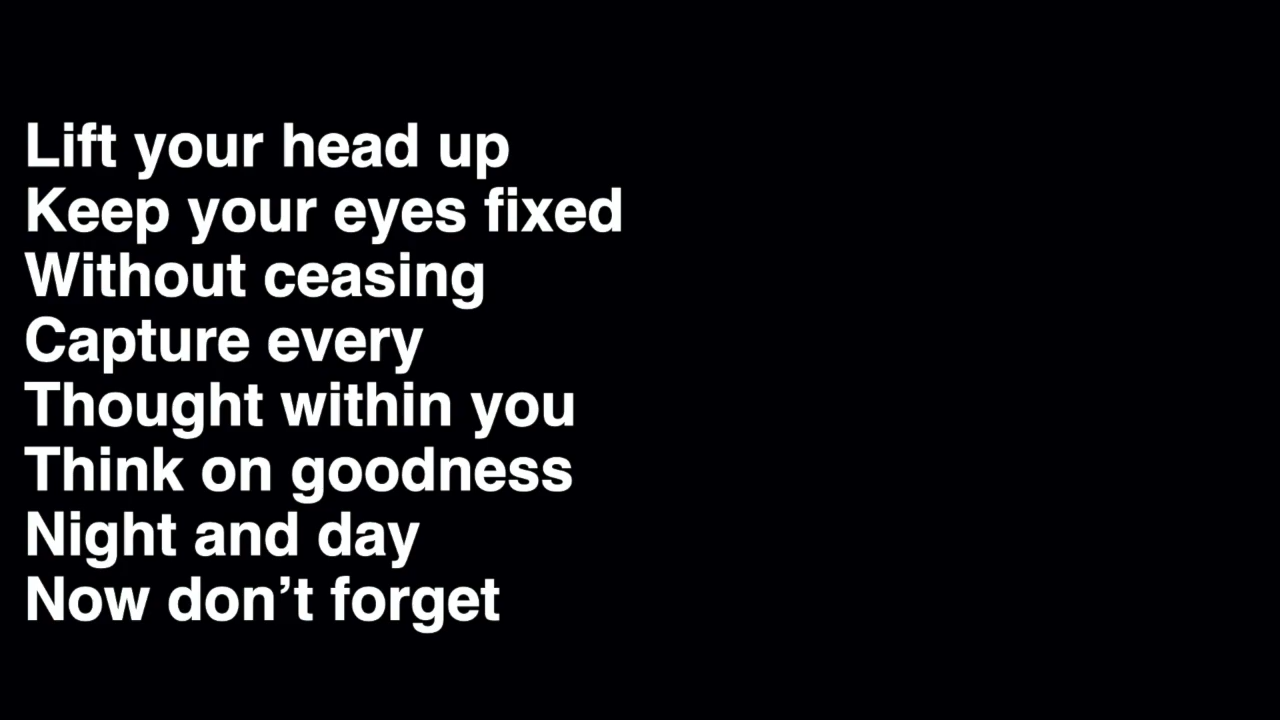 Lift your head up
Keep your eyes fixed
Without ceasing
Capture every
Thought within you
Think on goodness
Night and day
Now don’t forget